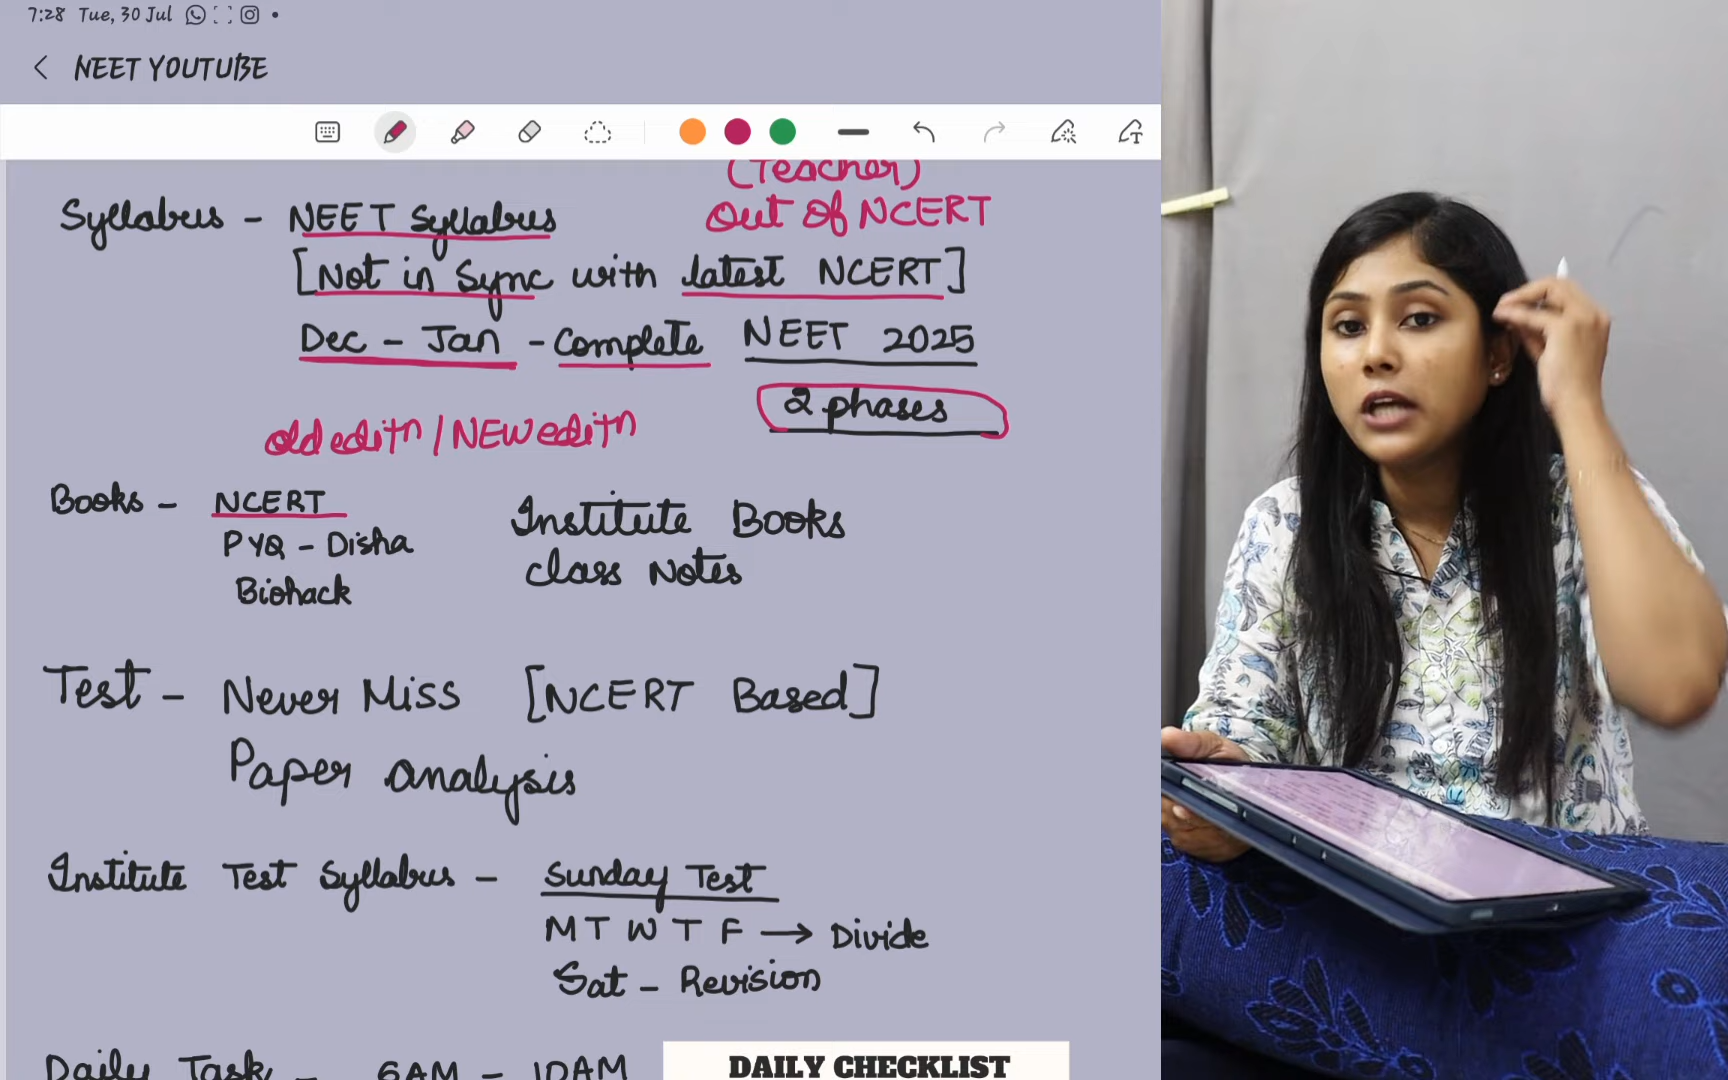 7:28 Tue, 30 Jul
NEET YOUTUBE
(Teacher)
Out of NCERT
Syllabus - NEET Syllabus
[Not in Sync with latest NCERT]
Dec - Jan - Complete NEET 2025
2 phases
old editn / NEW editn
Books - NCERT
PYQ - Disha
Biohack
Institute Books
Class Notes
Test - Never Miss [NCERT Based]
Paper analysis
Institute Test Syllabus - Sunday Test
M T W T F → Divide
Sat - Revision
Daily Task - 6AM - 10AM
DAILY CHECKLIST